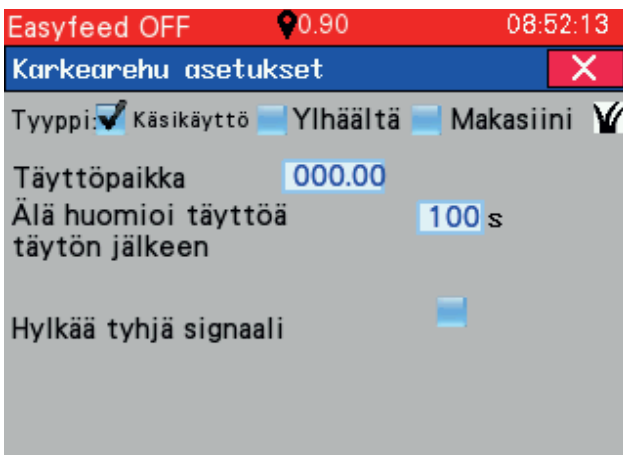 Easyfeed OFF 0.90 08:52:13
Karkearehu asetukset
Tyyppi: Käsikäyttö Ylhäältä Makasiini
Täyttöpaikka 000.00
Älä huomioi täyttöä 100 s
täytön jälkeen
Hylkää tyhjä signaali